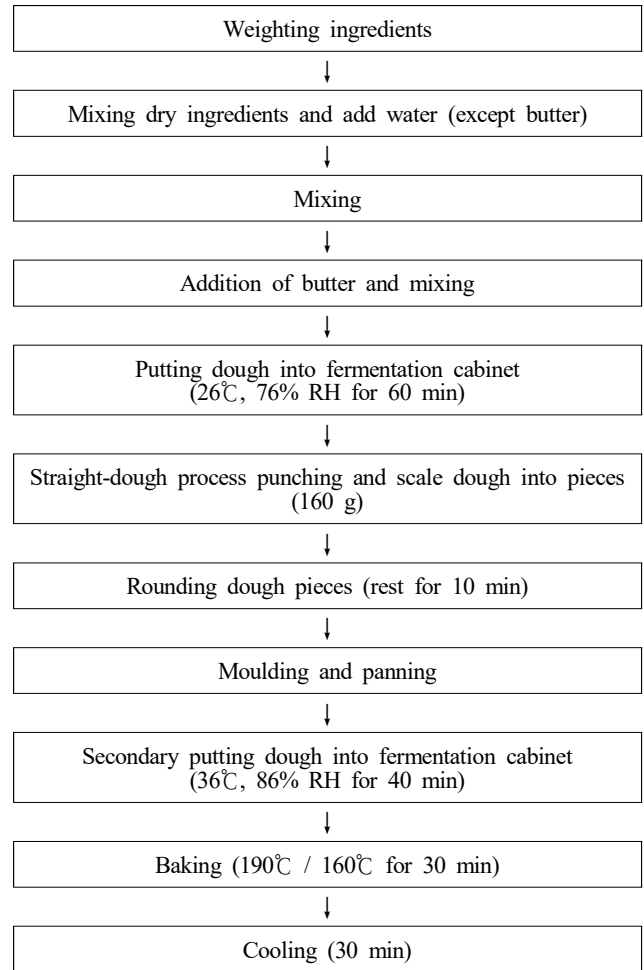 Weighting ingredients
↓
Mixing dry ingredients and add water (except butter)
↓
Mixing
↓
Addition of butter and mixing
↓
Putting dough into fermentation cabinet
(26℃, 76% RH for 60 min)
↓
Straight-dough process punching and scale dough into pieces
(160 g)
↓
Rounding dough pieces (rest for 10 min)
↓
Moulding and panning
↓
Secondary putting dough into fermentation cabinet
(36℃, 86% RH for 40 min)
↓
Baking (190℃ / 160℃ for 30 min)
↓
Cooling (30 min)